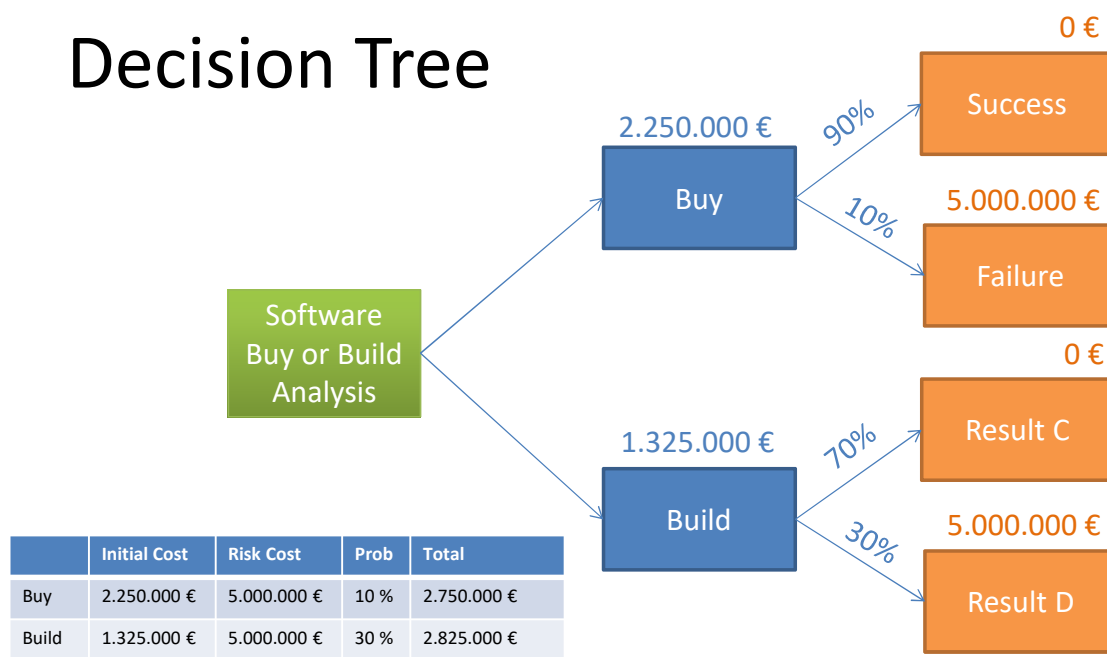 Decision Tree
0 €
Success
2.250.000 €
90%
Buy
10%
5.000.000 €
Failure
Software
Buy or Build
Analysis
0 €
Result C
1.325.000 €
70%
Build
30%
5.000.000 €
Result D
Initial Cost Risk Cost Prob Total
Buy 2.250.000 € 5.000.000 € 10 % 2.750.000 €
Build 1.325.000 € 5.000.000 € 30 % 2.825.000 €